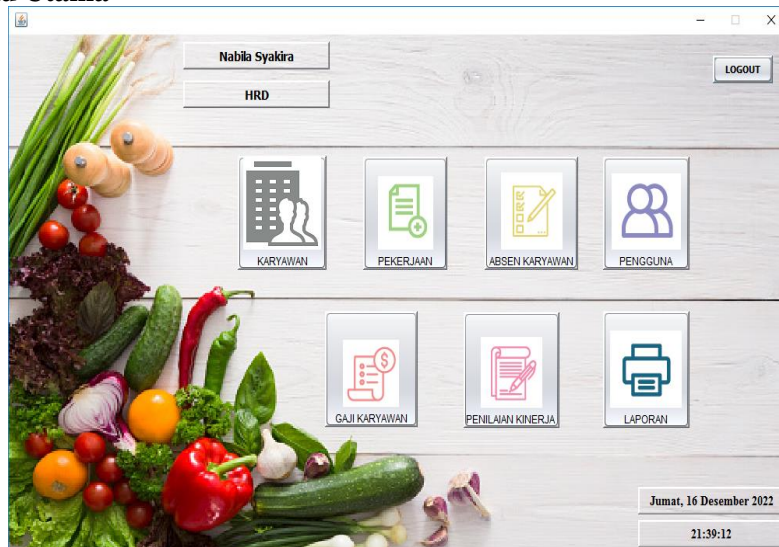 Nabila Syakira
LOGOUT
HRD
KARYAWAN
PEKERJAAN
ABSEN KARYAWAN
PENGGUNA
GAJI KARYAWAN
PENILAIAN KINERJA
LAPORAN
Jumat, 16 Desember 2022
21:39:12